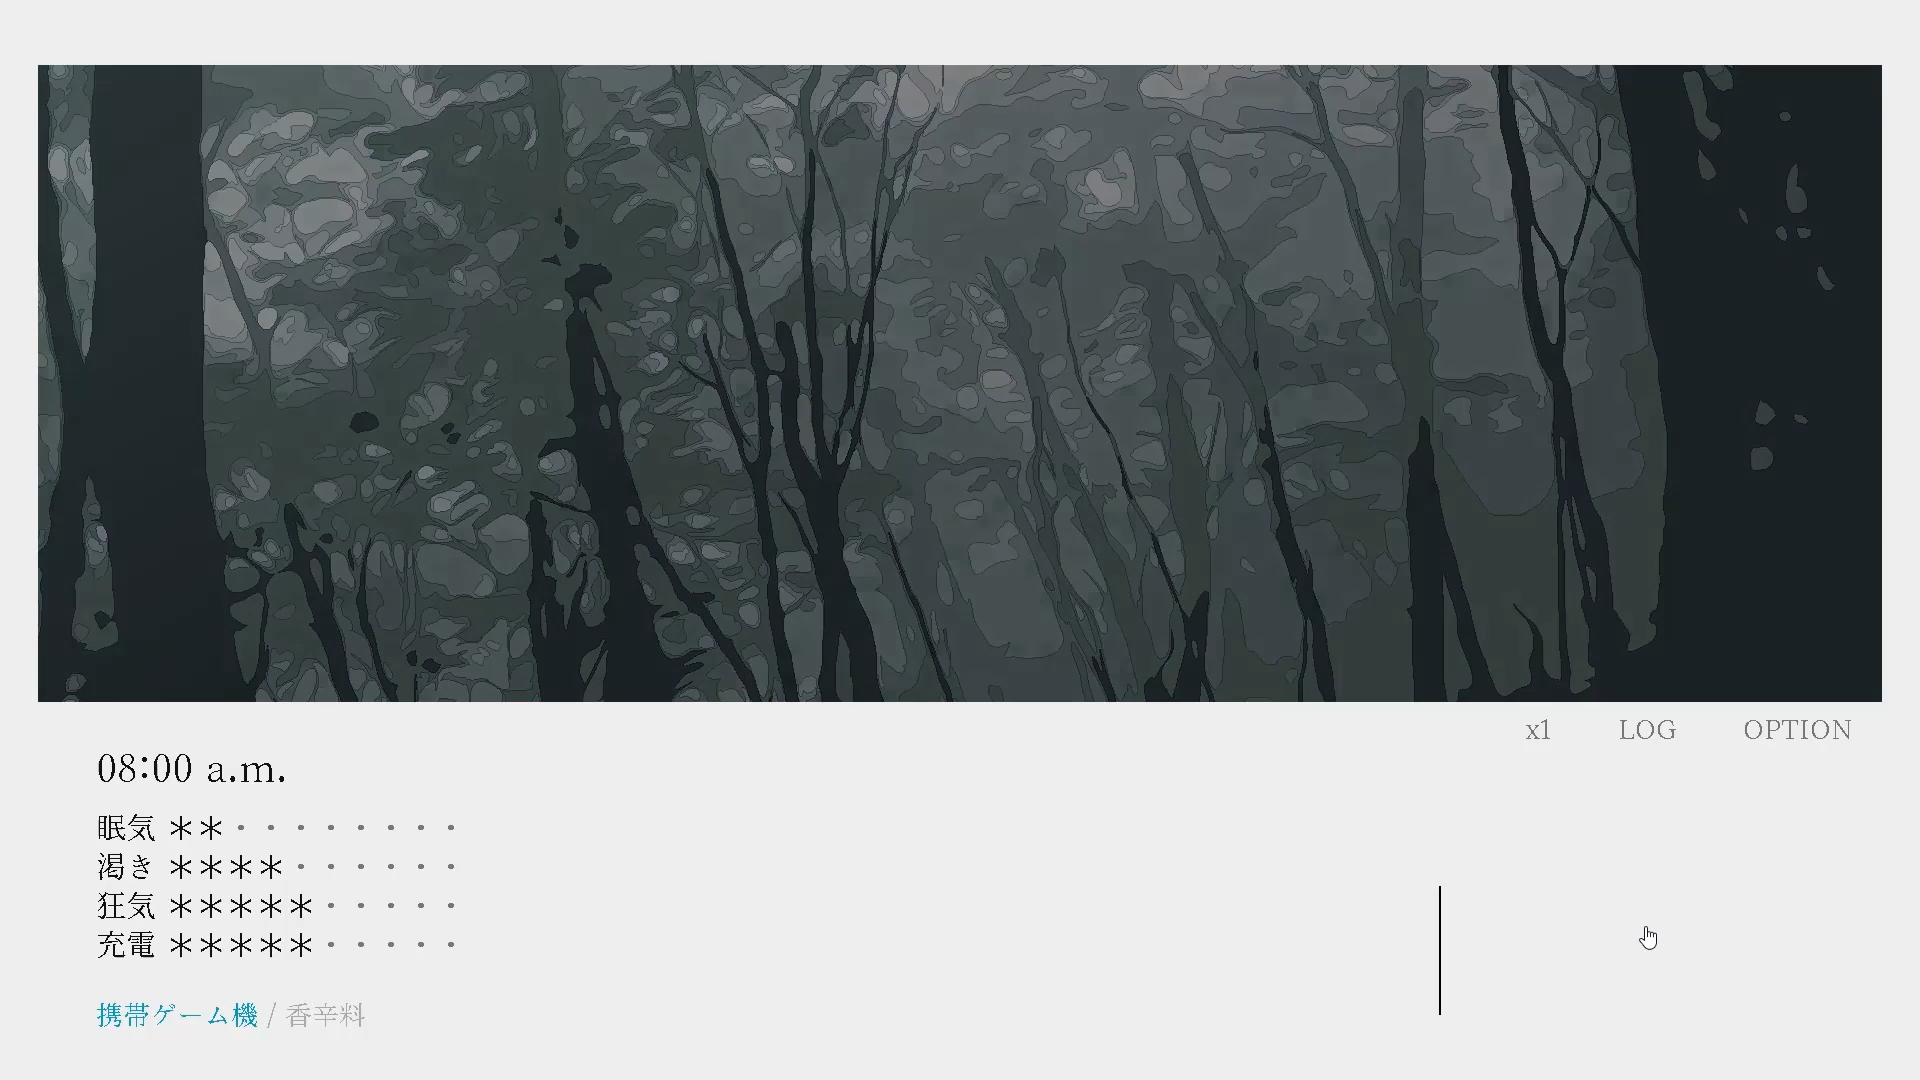 x1 LOG OPTION
08:00 a.m.
眠気 ＊＊・・・・・・・・
渇き ＊＊＊＊・・・・・・
狂気 ＊＊＊＊＊・・・・・
充電 ＊＊＊＊＊・・・・・
携帯ゲーム機 / 香辛料